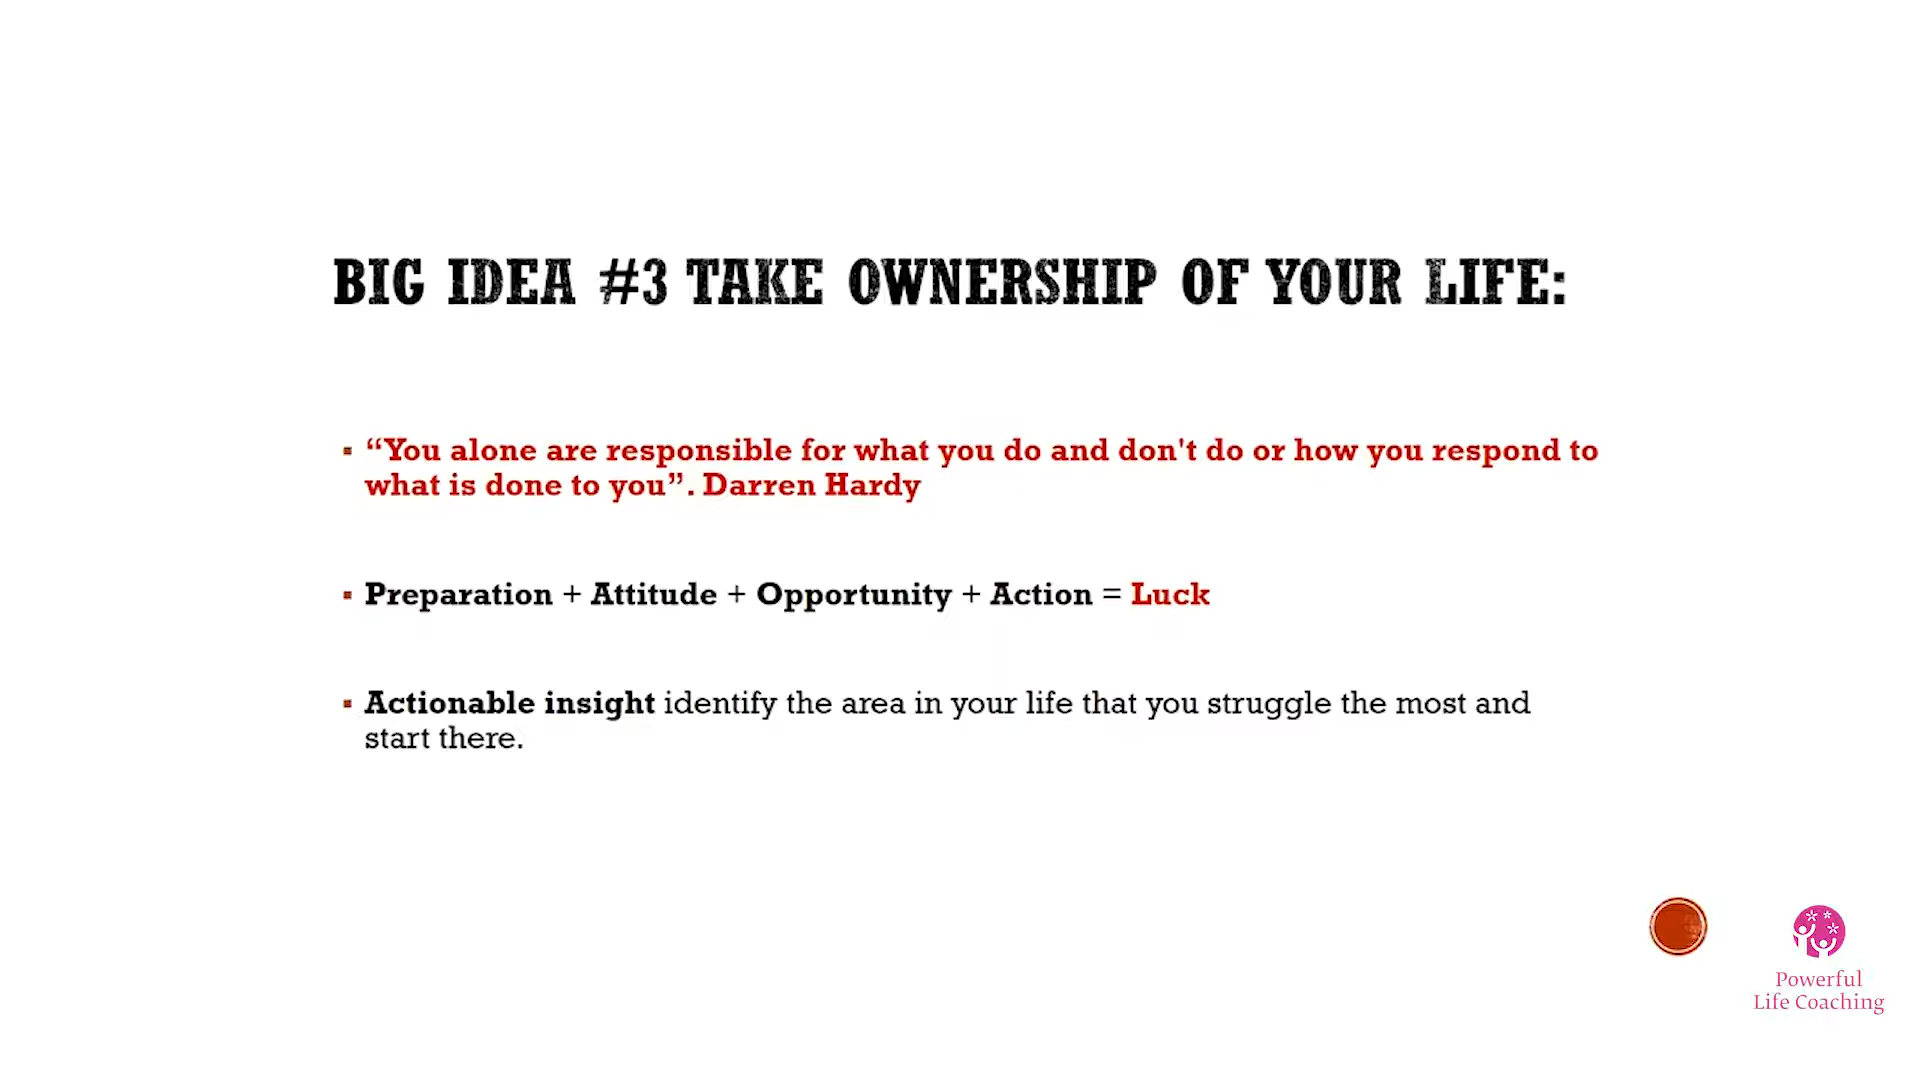 BIG IDEA #3 TAKE OWNERSHIP OF YOUR LIFE:
▪ “You alone are responsible for what you do and don't do or how you respond to
what is done to you”. Darren Hardy
▪ Preparation + Attitude + Opportunity + Action = Luck
▪ Actionable insight identify the area in your life that you struggle the most and
start there.
Powerful
Life Coaching